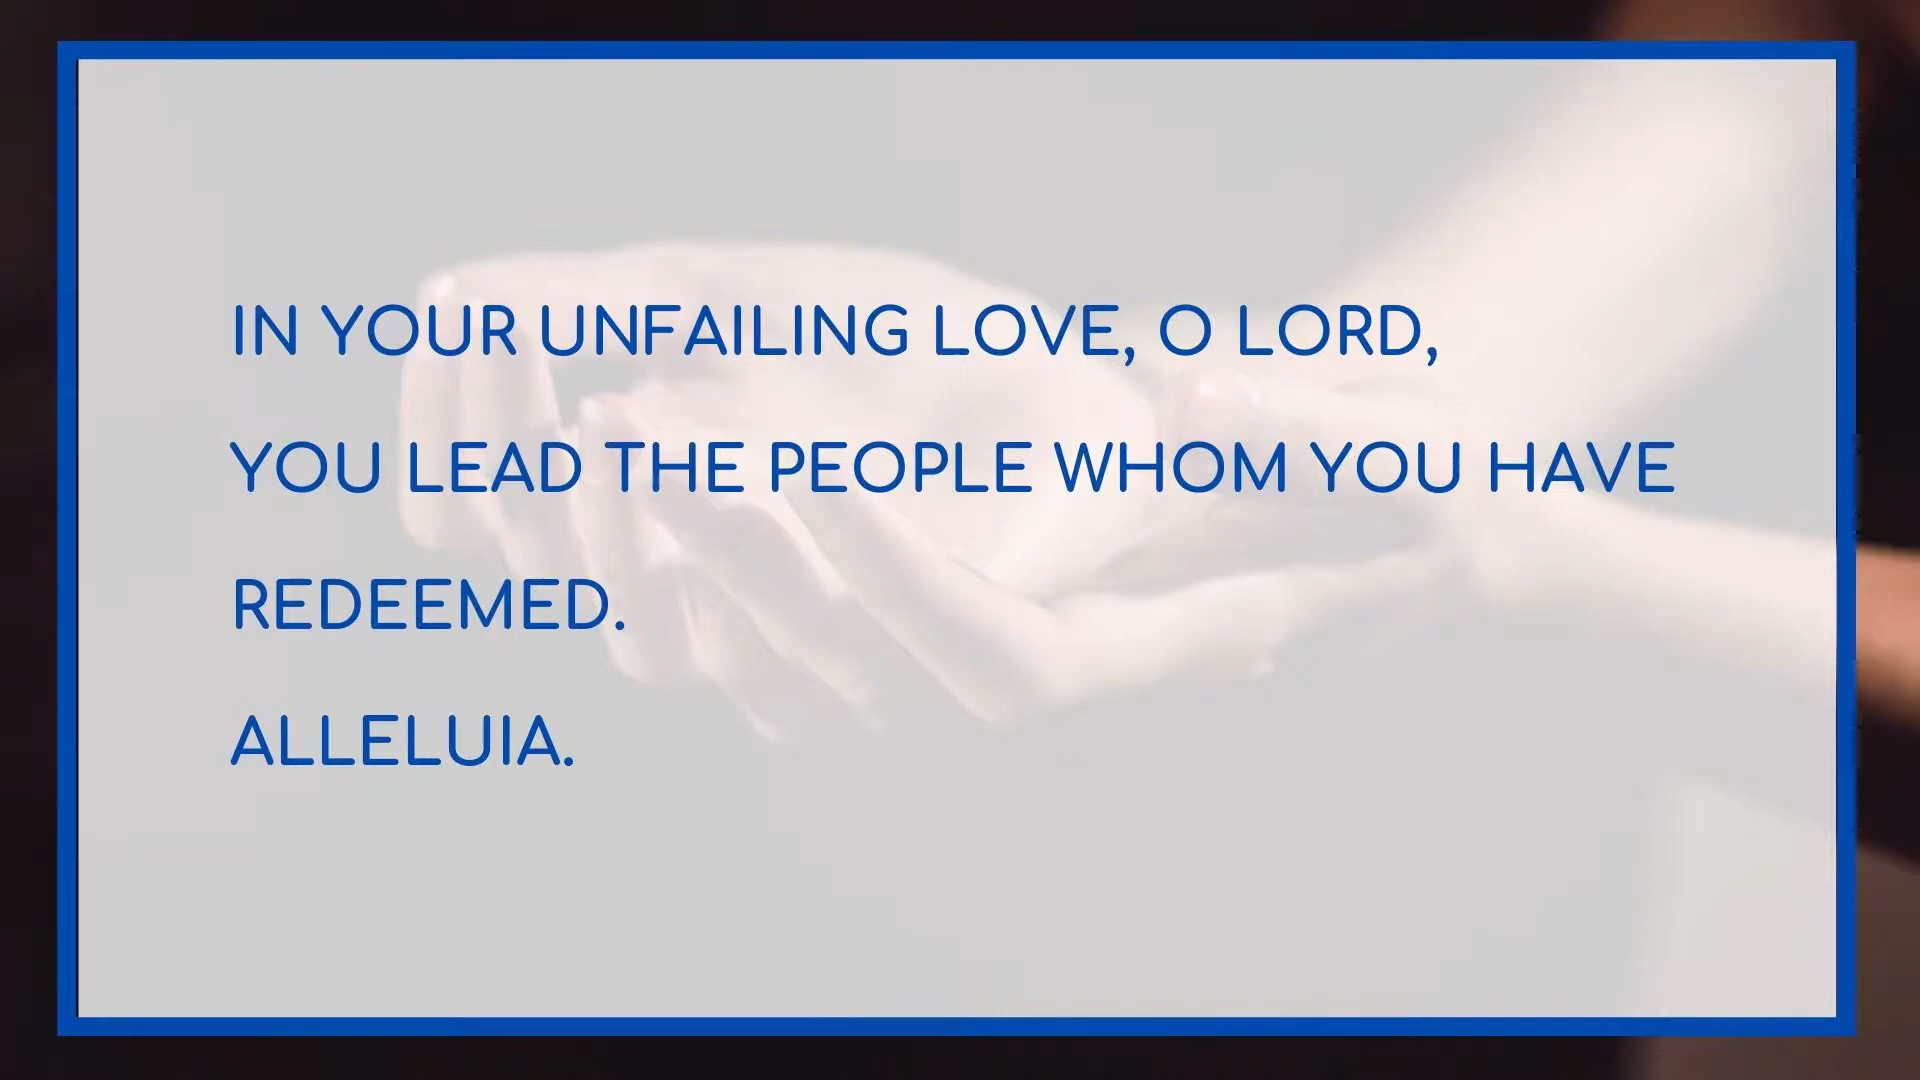 IN YOUR UNFAILING LOVE, O LORD,
YOU LEAD THE PEOPLE WHOM YOU HAVE
REDEEMED.
ALLELUIA.